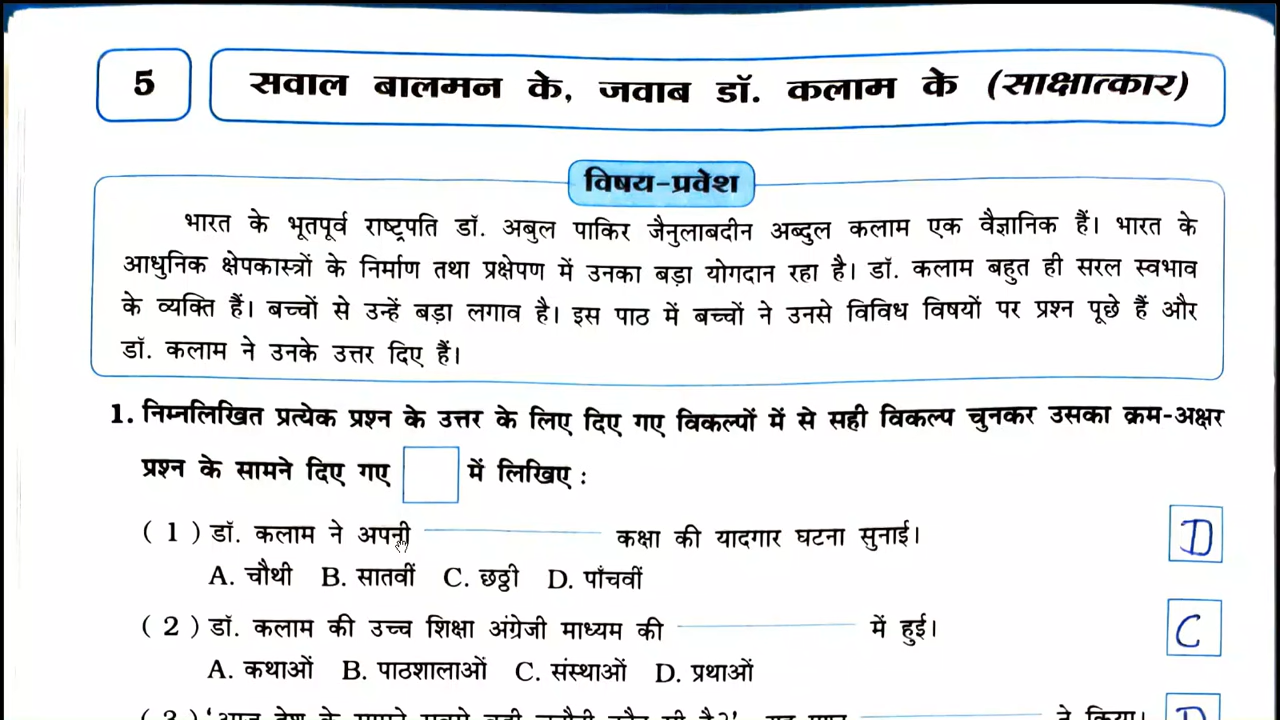 5 सवाल बालमन के, जवाब डॉ. कलाम के (साक्षात्कार)
विषय-प्रवेश
भारत के भूतपूर्व राष्ट्रपति डॉ. अबुल पाकिर जैनुलाबदीन अब्दुल कलाम एक वैज्ञानिक हैं। भारत के
आधुनिक क्षेपकास्त्रों के निर्माण तथा प्रक्षेपण में उनका बड़ा योगदान रहा है। डॉ. कलाम बहुत ही सरल स्वभाव
के व्यक्ति हैं। बच्चों से उन्हें बड़ा लगाव है। इस पाठ में बच्चों ने उनसे विविध विषयों पर प्रश्न पूछे हैं और
डॉ. कलाम ने उनके उत्तर दिए हैं।
1. निम्नलिखित प्रत्येक प्रश्न के उत्तर के लिए दिए गए विकल्पों में से सही विकल्प चुनकर उसका क्रम-अक्षर
प्रश्न के सामने दिए गए में लिखिए :
( 1 ) डॉ. कलाम ने अपनी कक्षा की यादगार घटना सुनाई। D
A. चौथी B. सातवीं C. छठ्ठी D. पाँचवीं
( 2 ) डॉ. कलाम की उच्च शिक्षा अंग्रेजी माध्यम की में हुई। C
A. कथाओं B. पाठशालाओं C. संस्थाओं D. प्रथाओं